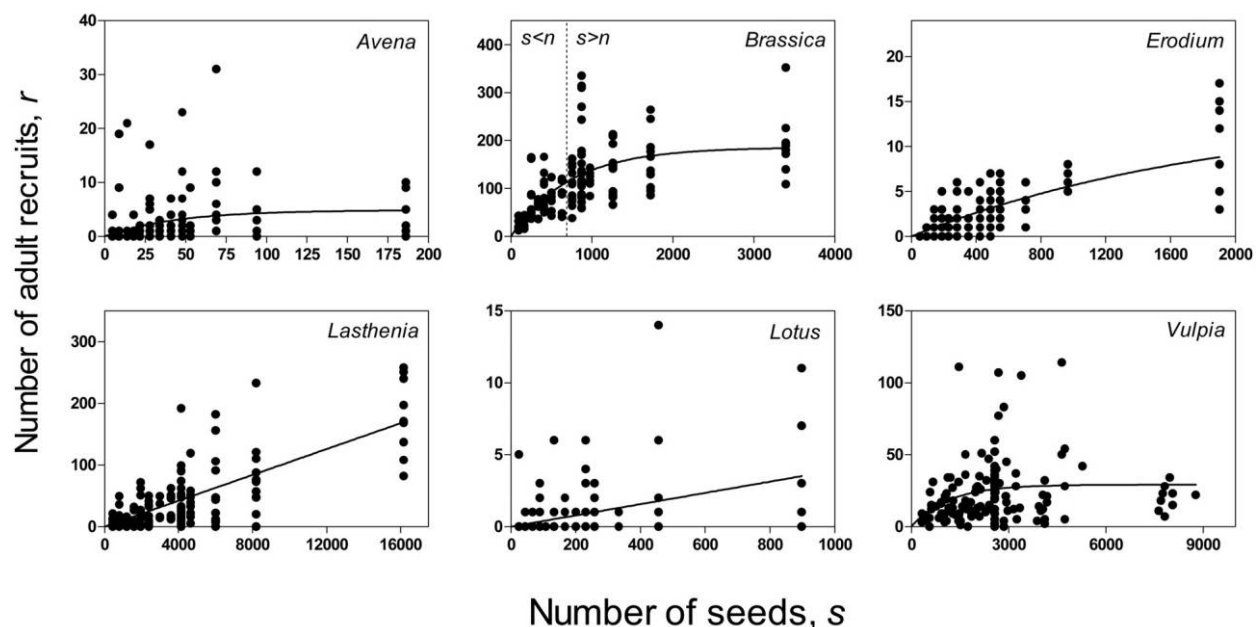 Number of adult recruits, r
Avena
40
30
20
10
0
0 25 50 75 100 125 150 175 200
s<n s>n Brassica
400
300
200
100
0
0 1000 2000 3000 4000
Erodium
20
15
10
5
0
0 400 800 1200 1600 2000
Lasthenia
300
200
100
0
0 4000 8000 12000 16000
Lotus
15
10
5
0
0 200 400 600 800 1000
Vulpia
150
100
50
0
0 3000 6000 9000
Number of seeds, s